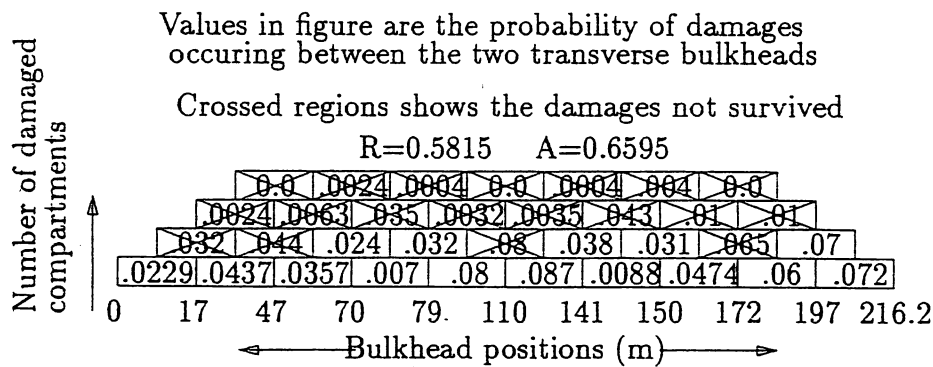 Values in figure are the probability of damages
occuring between the two transverse bulkheads
Crossed regions shows the damages not survived
R=0.5815 A=0.6595
Number of damaged
compartments
0.0 .0024 .0004 0.0 .0004 .004 0.0
.0024 .0063 .035 .0032 .0035 .043 .01 .01
.032 .044 .024 .032 .08 .038 .031 .065 .07
.0229 .0437 .0357 .007 .08 .087 .0088 .0474 .06 .072
0 17 47 70 79. 110 141 150 172 197 216.2
Bulkhead positions (m)